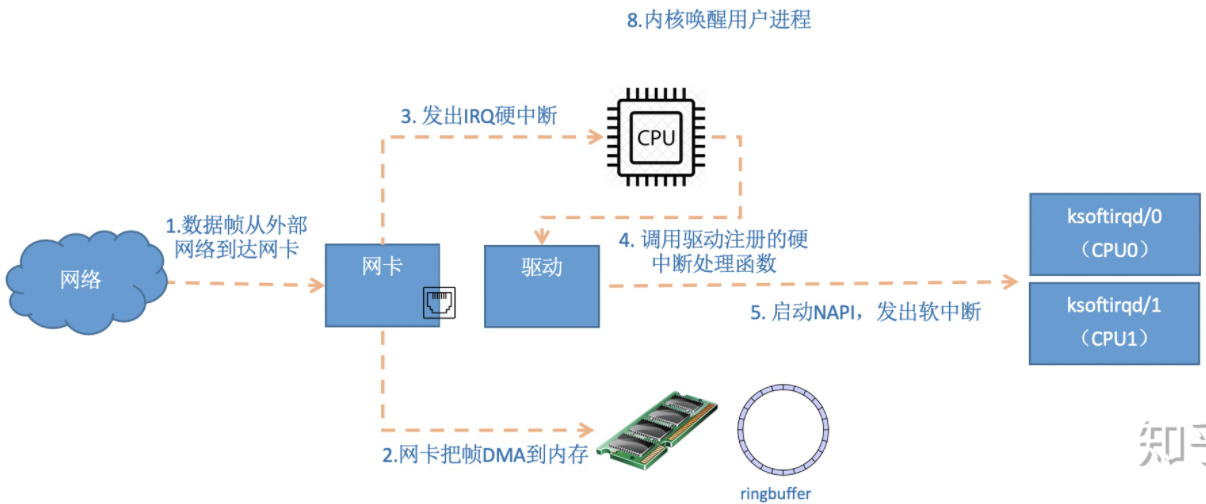 8.内核唤醒用户进程
3. 发出IRQ硬中断
CPU
1.数据帧从外部
网络到达网卡
网络
网卡
驱动
4. 调用驱动注册的硬
中断处理函数
ksoftirqd/0
（CPU0）
5. 启动NAPI，发出软中断
ksoftirqd/1
（CPU1）
2.网卡把帧DMA到内存
ringbuffer
知乎